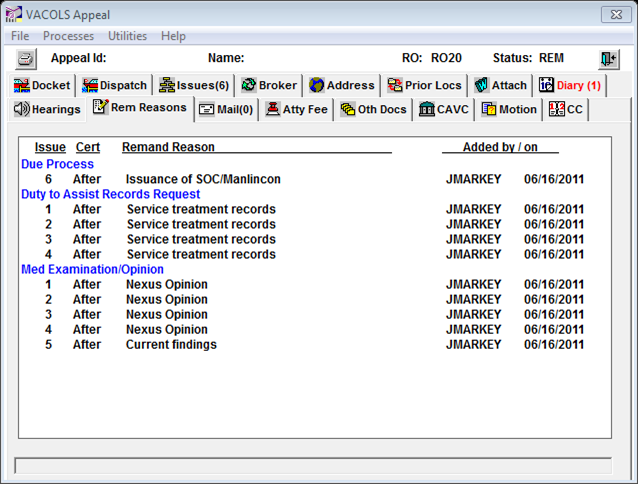 VACOLS Appeal
File Processes Utilities Help
Appeal Id: Name: RO: RO20 Status: REM
Docket Dispatch Issues(6) Broker Address Prior Locs Attach Diary (1)
Hearings Rem Reasons Mail(0) Atty Fee Oth Docs CAVC Motion CC
Issue Cert Remand Reason Added by / on
Due Process
6 After Issuance of SOC/Manlincon JMARKEY 06/16/2011
Duty to Assist Records Request
1 After Service treatment records JMARKEY 06/16/2011
2 After Service treatment records JMARKEY 06/16/2011
3 After Service treatment records JMARKEY 06/16/2011
4 After Service treatment records JMARKEY 06/16/2011
Med Examination/Opinion
1 After Nexus Opinion JMARKEY 06/16/2011
2 After Nexus Opinion JMARKEY 06/16/2011
3 After Nexus Opinion JMARKEY 06/16/2011
4 After Nexus Opinion JMARKEY 06/16/2011
5 After Current findings JMARKEY 06/16/2011